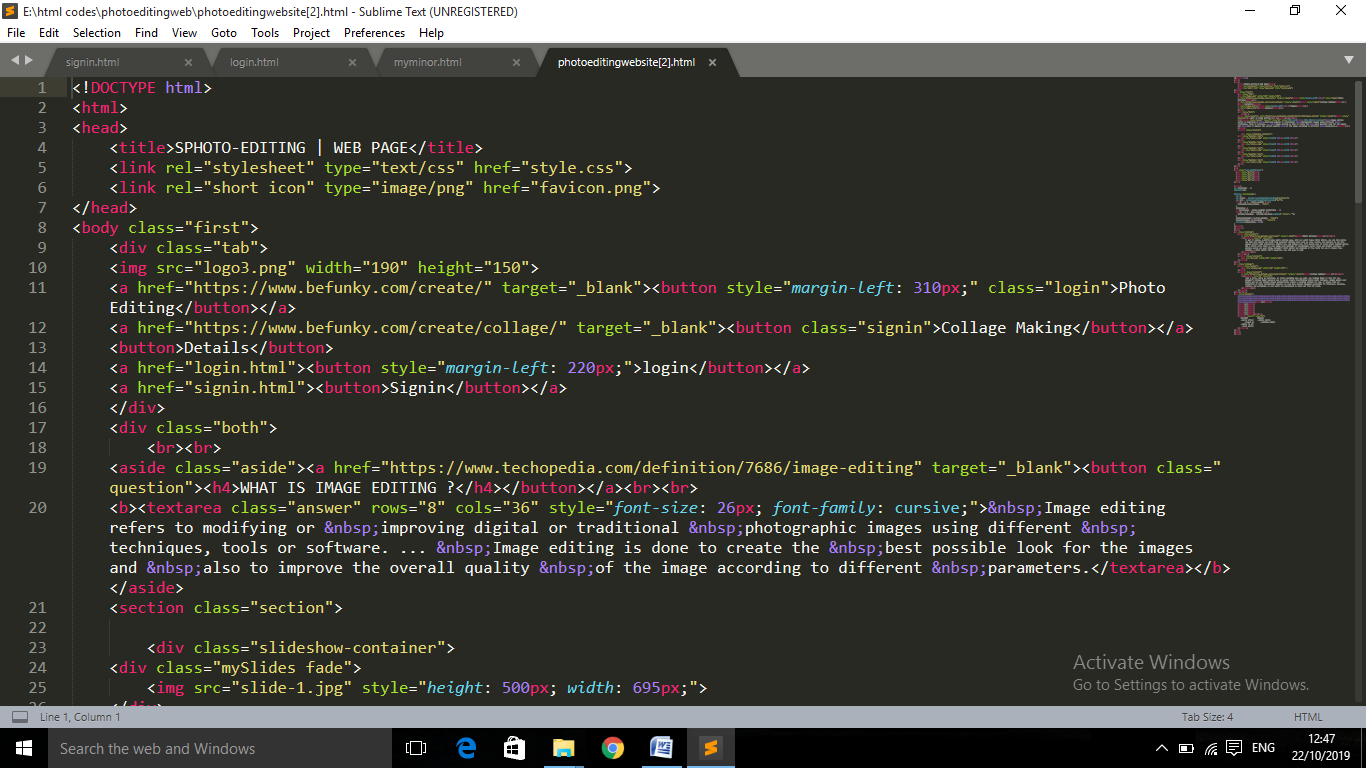 E:\html codes\photoeditingweb\photoeditingwebsite[2].html - Sublime Text (UNREGISTERED)
File Edit Selection Find View Goto Tools Project Preferences Help
signin.html × login.html × myminor.html × photoeditingwebsite[2].html ×
1 <!DOCTYPE html>
2 <html>
3 <head>
4 <title>SPHOTO-EDITING | WEB PAGE</title>
5 <link rel="stylesheet" type="text/css" href="style.css">
6 <link rel="short icon" type="image/png" href="favicon.png">
7 </head>
8 <body class="first">
9 <div class="tab">
10 <img src="logo3.png" width="190" height="150">
11 <a href="https://www.befunky.com/create/" target="_blank"><button style="margin-left: 310px;" class="login">Photo
Editing</button></a>
12 <a href="https://www.befunky.com/create/collage/" target="_blank"><button class="signin">Collage Making</button></a>
13 <button>Details</button>
14 <a href="login.html"><button style="margin-left: 220px;">login</button></a>
15 <a href="signin.html"><button>Signin</button></a>
16 </div>
17 <div class="both">
18 <br><br>
19 <aside class="aside"><a href="https://www.techopedia.com/definition/7686/image-editing" target="_blank"><button class="
question"><h4>WHAT IS IMAGE EDITING ?</h4></button></a><br><br>
20 <b><textarea class="answer" rows="8" cols="36" style="font-size: 26px; font-family: cursive;">&nbsp;Image editing
refers to modifying or &nbsp;improving digital or traditional &nbsp;photographic images using different &nbsp;
techniques, tools or software. ... &nbsp;Image editing is done to create the &nbsp;best possible look for the images
and &nbsp;also to improve the overall quality &nbsp;of the image according to different &nbsp;parameters.</textarea></b>
</aside>
21 <section class="section">
22
23 <div class="slideshow-container">
24 <div class="mySlides fade">
25 <img src="slide-1.jpg" style="height: 500px; width: 695px;">
Activate Windows
Go to Settings to activate Windows.
Line 1, Column 1 Tab Size: 4 HTML
Search the web and Windows ENG 12:47
22/10/2019